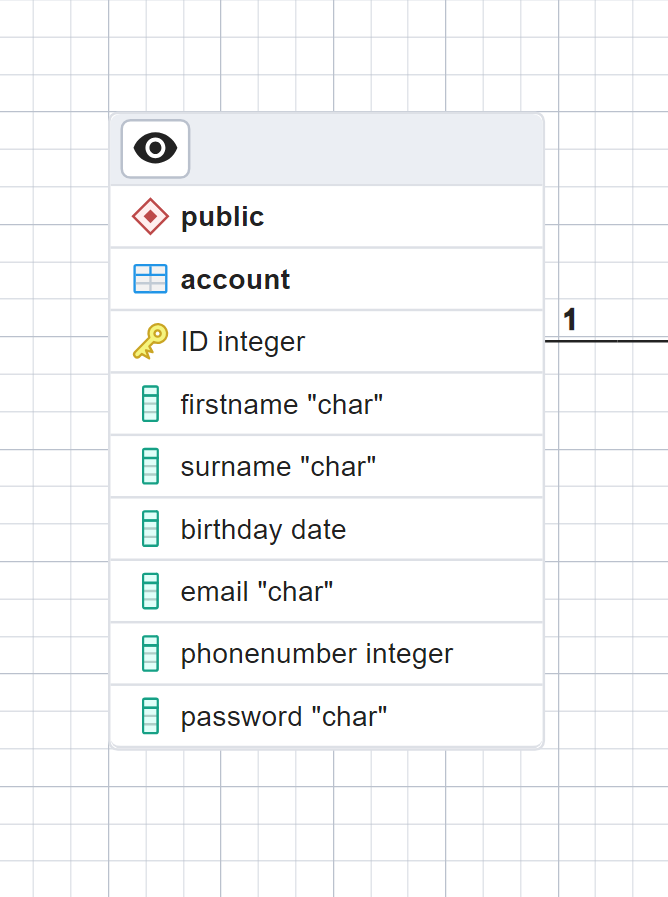 public
account
ID integer
1
firstname "char"
surname "char"
birthday date
email "char"
phonenumber integer
password "char"